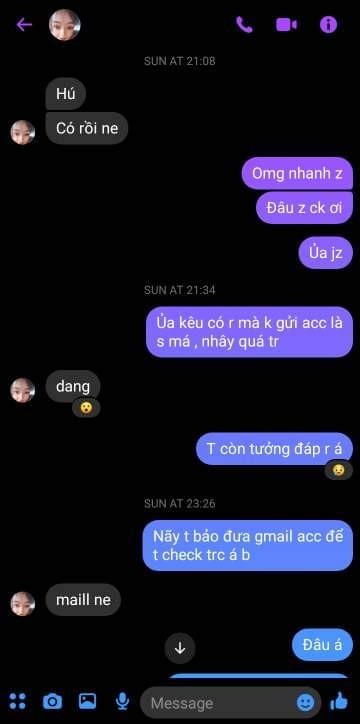 SUN AT 21:08
Hú
Có rồi ne
Omg nhanh z
Đâu z ck ơi
Ủa jz
SUN AT 21:34
Ủa kêu có r mà k gửi acc là
s má , nhây quá tr
dang
T còn tưởng đáp r á
SUN AT 23:26
Nãy t bảo đưa gmail acc để
t check trc á b
maill ne
Đâu á
Message